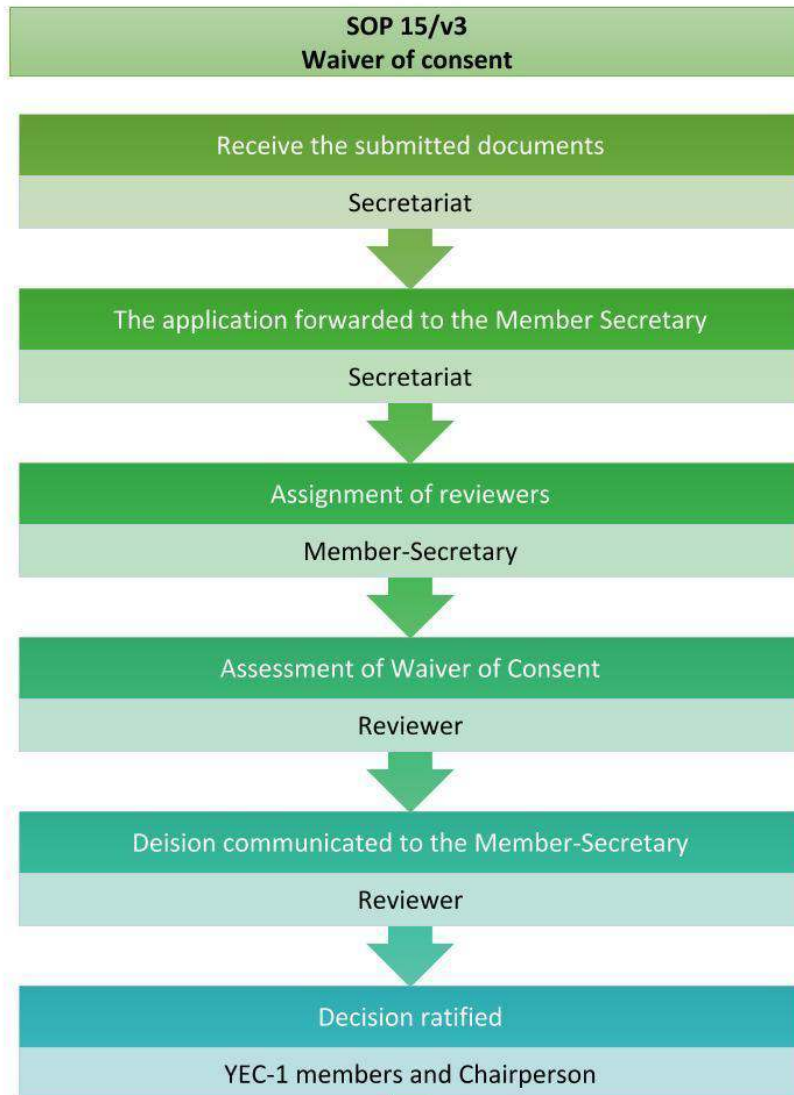 SOP 15/v3
Waiver of consent
Receive the submitted documents
Secretariat
The application forwarded to the Member Secretary
Secretariat
Assignment of reviewers
Member-Secretary
Assessment of Waiver of Consent
Reviewer
Deision communicated to the Member-Secretary
Reviewer
Decision ratified
YEC-1 members and Chairperson